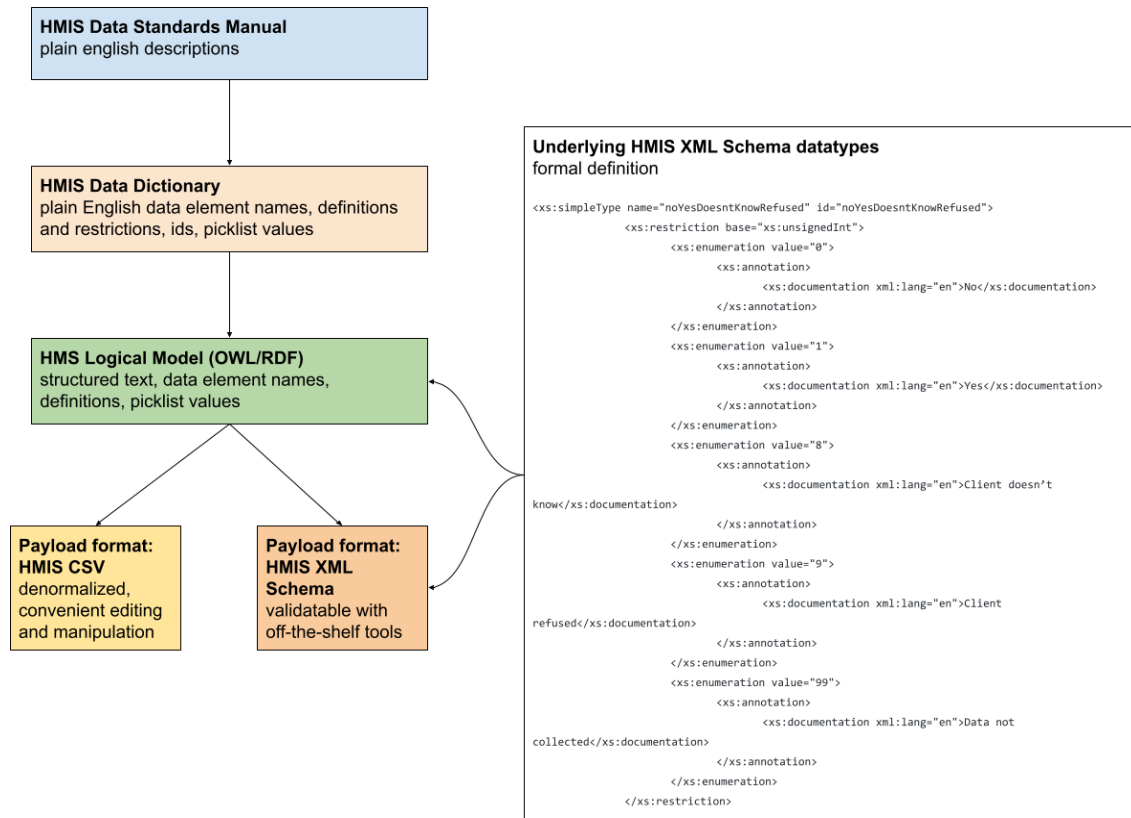 HMIS Data Standards Manual
plain english descriptions
HMIS Data Dictionary
plain English data element names, definitions
and restrictions, ids, picklist values
HMS Logical Model (OWL/RDF)
structured text, data element names,
definitions, picklist values
Payload format:
HMIS CSV
denormalized,
convenient editing
and manipulation
Payload format:
HMIS XML
Schema
validatable with
off-the-shelf tools
Underlying HMIS XML Schema datatypes
formal definition
<xs:simpleType name="noYesDoesntKnowRefused" id="noYesDoesntKnowRefused">
<xs:restriction base="xs:unsignedInt">
<xs:enumeration value="0">
<xs:annotation>
<xs:documentation xml:lang="en">No</xs:documentation>
</xs:annotation>
</xs:enumeration>
<xs:enumeration value="1">
<xs:annotation>
<xs:documentation xml:lang="en">Yes</xs:documentation>
</xs:annotation>
</xs:enumeration>
<xs:enumeration value="8">
<xs:annotation>
<xs:documentation xml:lang="en">Client doesn’t
know</xs:documentation>
</xs:annotation>
</xs:enumeration>
<xs:enumeration value="9">
<xs:annotation>
<xs:documentation xml:lang="en">Client
refused</xs:documentation>
</xs:annotation>
</xs:enumeration>
<xs:enumeration value="99">
<xs:annotation>
<xs:documentation xml:lang="en">Data not
collected</xs:documentation>
</xs:annotation>
</xs:enumeration>
</xs:restriction>